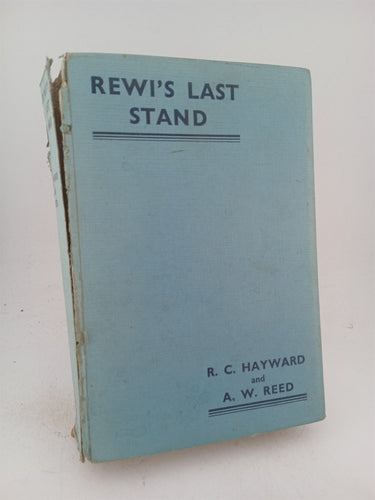 REWI'S LAST
STAND
R. C. HAYWARD
and
A. W. REED